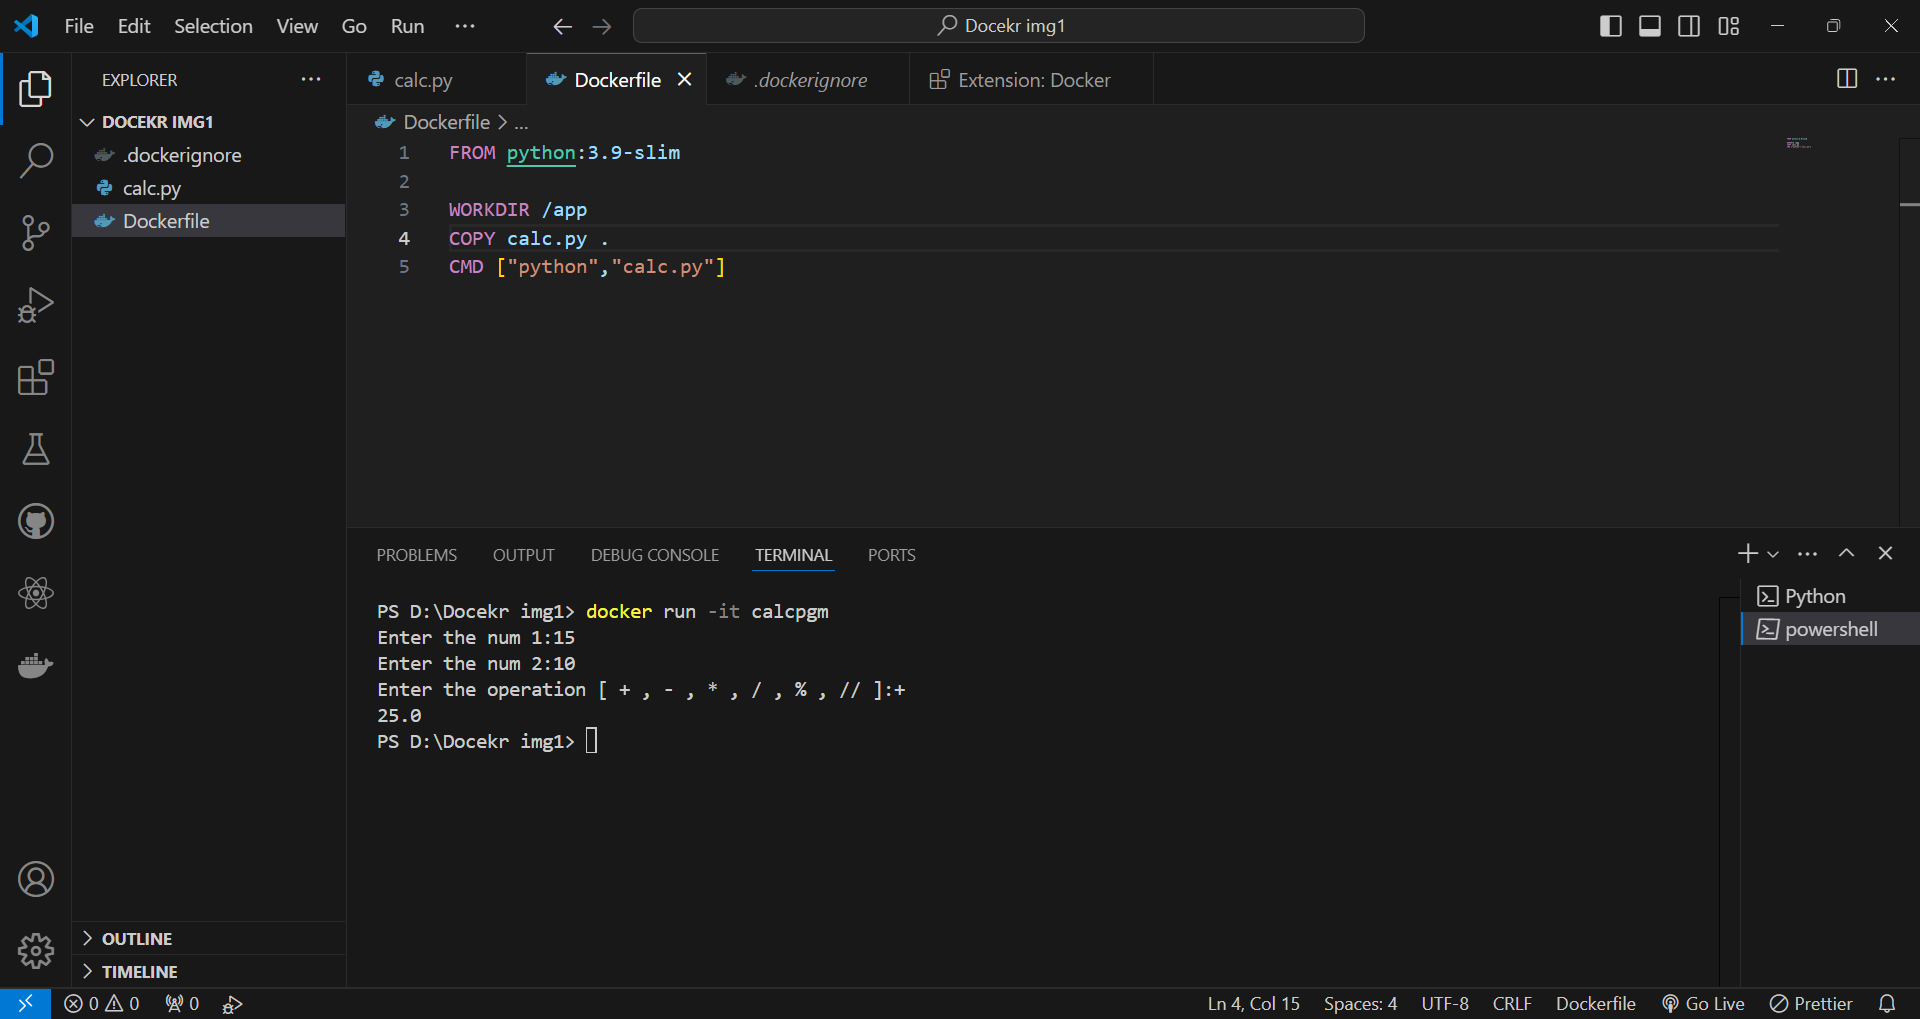 File Edit Selection View Go Run ...
Docekr img1
EXPLORER ...
DOCEKR IMG1
.dockerignore
calc.py
Dockerfile
OUTLINE
TIMELINE
calc.py Dockerfile .dockerignore Extension: Docker ...
Dockerfile > ...
1 FROM python:3.9-slim
2
3 WORKDIR /app
4 COPY calc.py .
5 CMD ["python","calc.py"]
PROBLEMS OUTPUT DEBUG CONSOLE TERMINAL PORTS
PS D:\Docekr img1> docker run -it calcpgm
Enter the num 1:15
Enter the num 2:10
Enter the operation [ + , - , * , / , % , // ]:+
25.0
PS D:\Docekr img1>
Python
powershell
0 0 0 Ln 4, Col 15 Spaces: 4 UTF-8 CRLF Dockerfile Go Live Prettier